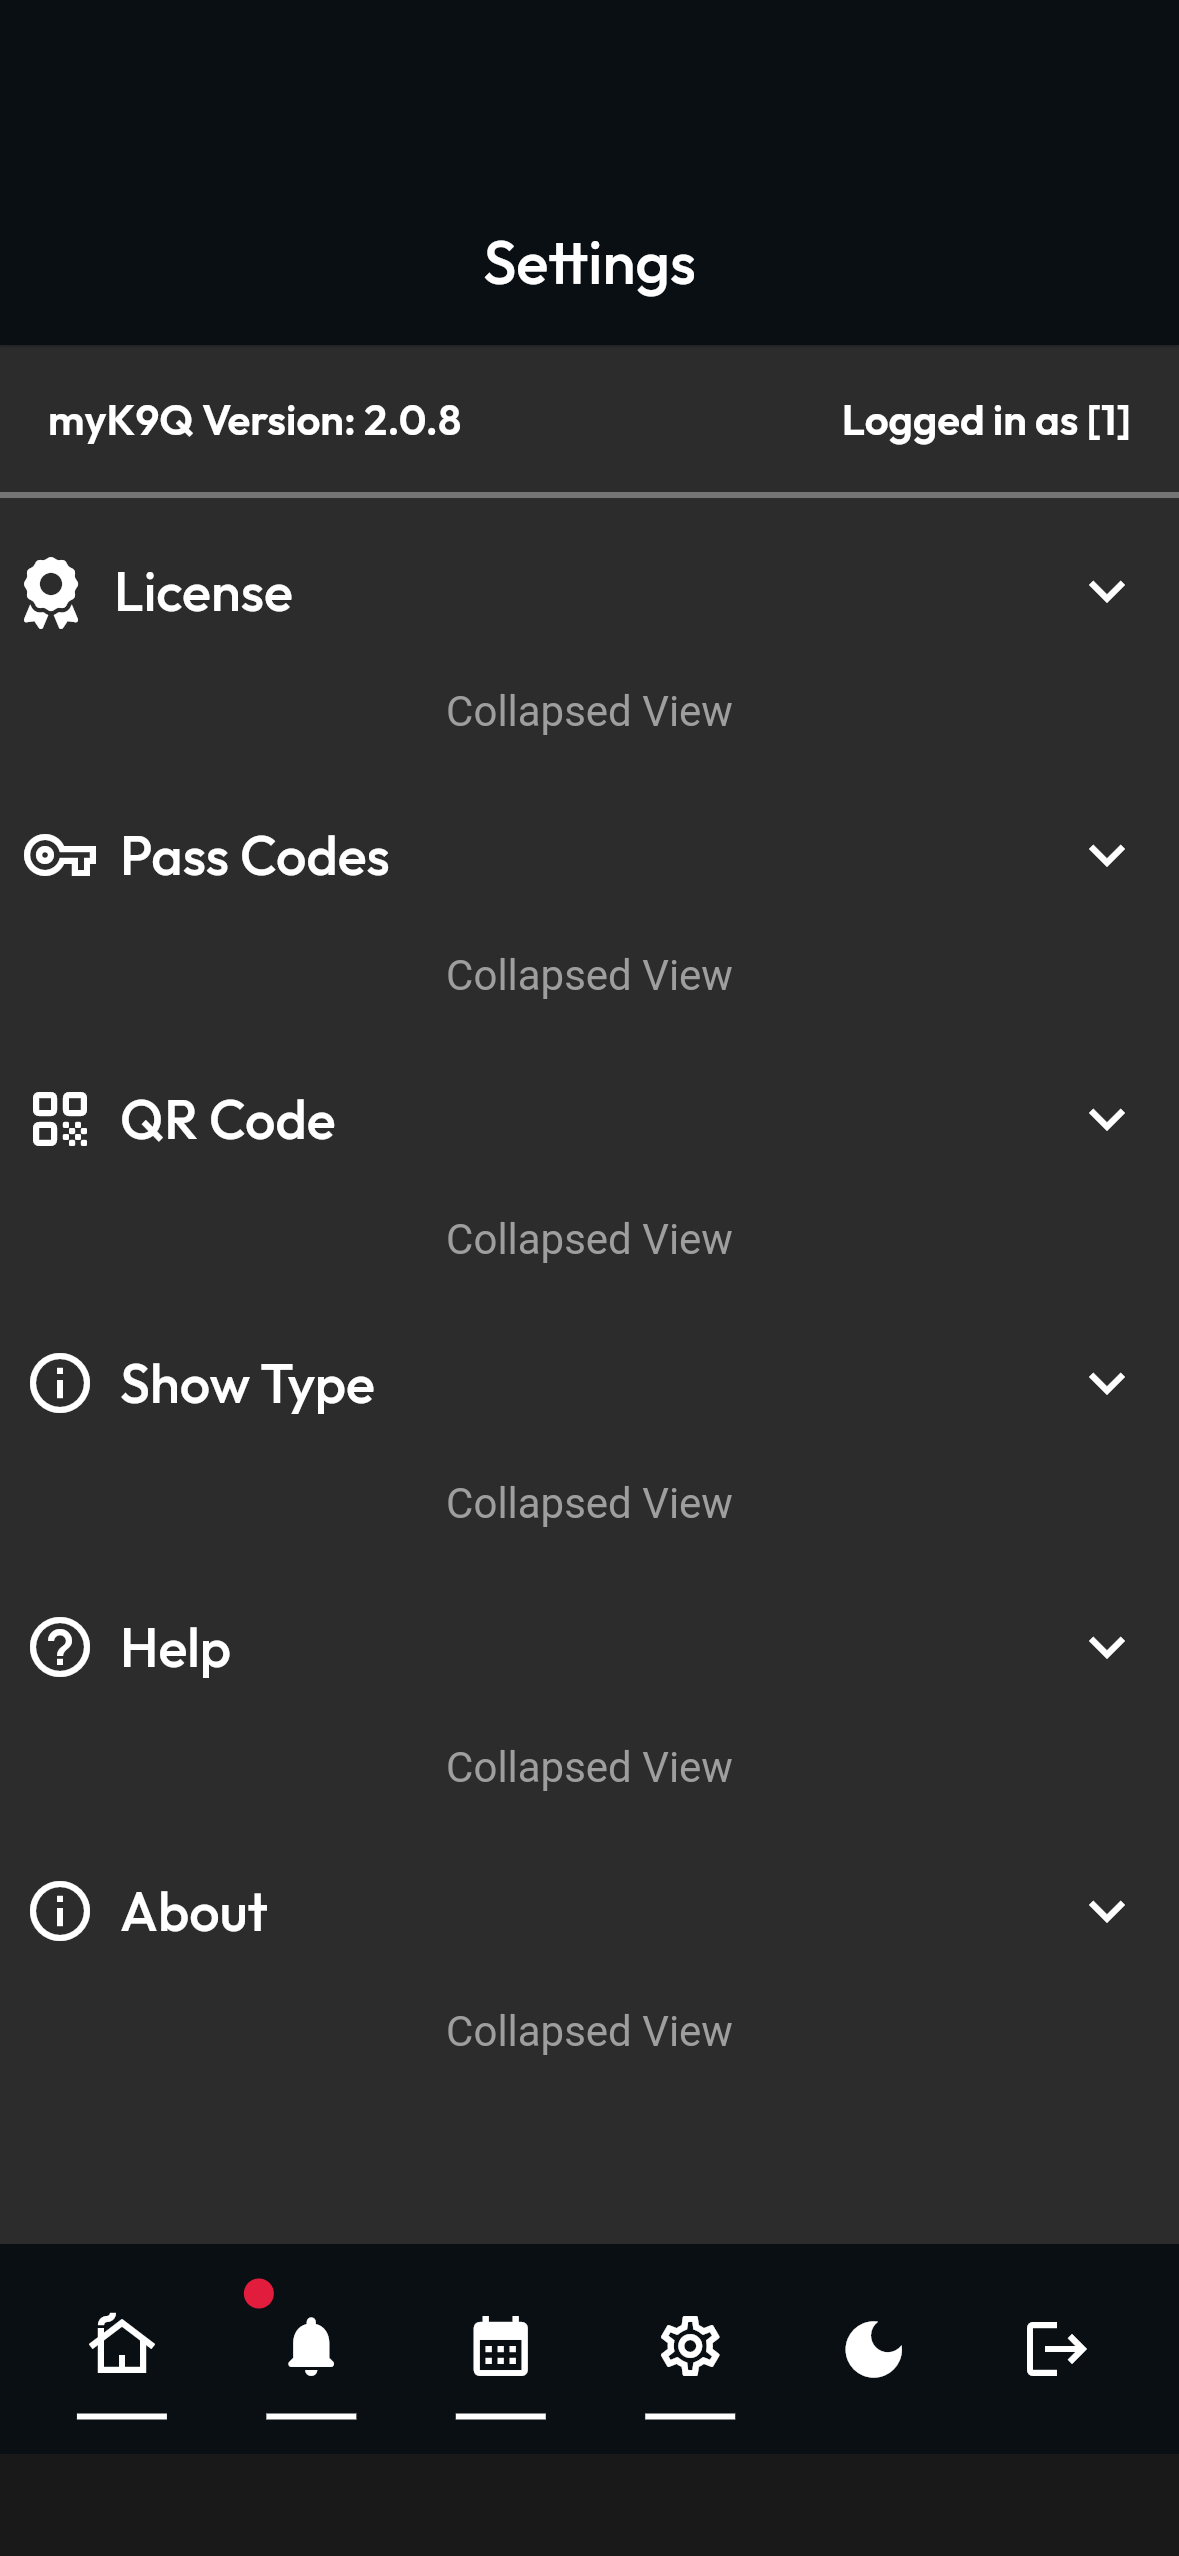 Settings
myK9Q Version: 2.0.8
Logged in as [1]
License
Collapsed View
Pass Codes
Collapsed View
QR Code
Collapsed View
Show Type
Collapsed View
Help
Collapsed View
About
Collapsed View